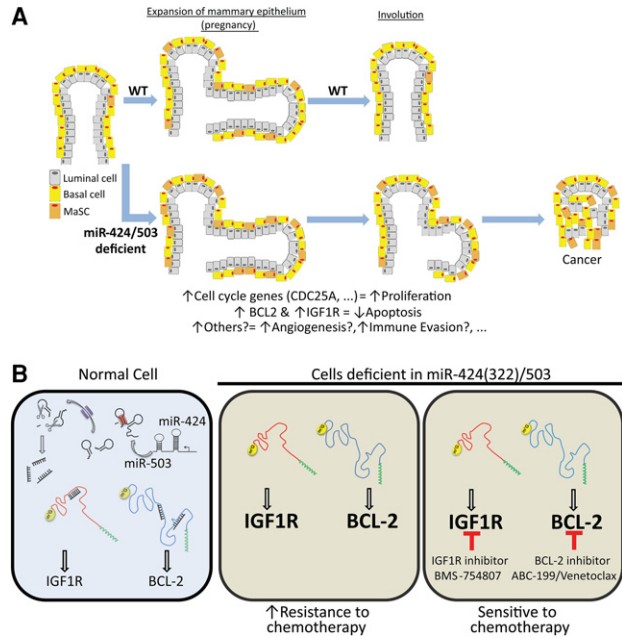 A
Expansion of mammary epithelium
(pregnancy)
Involution
WT
WT
Luminal cell
Basal cell
MaSC
miR-424/503
deficient
Cancer
↑Cell cycle genes (CDC25A, ...)= ↑Proliferation
↑ BCL2 & ↑IGF1R = ↓Apoptosis
↑Others?= ↑Angiogenesis?,↑Immune Evasion?, ...
B
Normal Cell
Cells deficient in miR-424(322)/503
miR-424
miR-503
IGF1R
BCL-2
IGF1R
BCL-2
IGF1R
BCL-2
IGF1R inhibitor
BMS-754807
BCL-2 inhibitor
ABC-199/Venetoclax
↑Resistance to
chemotherapy
Sensitive to
chemotherapy